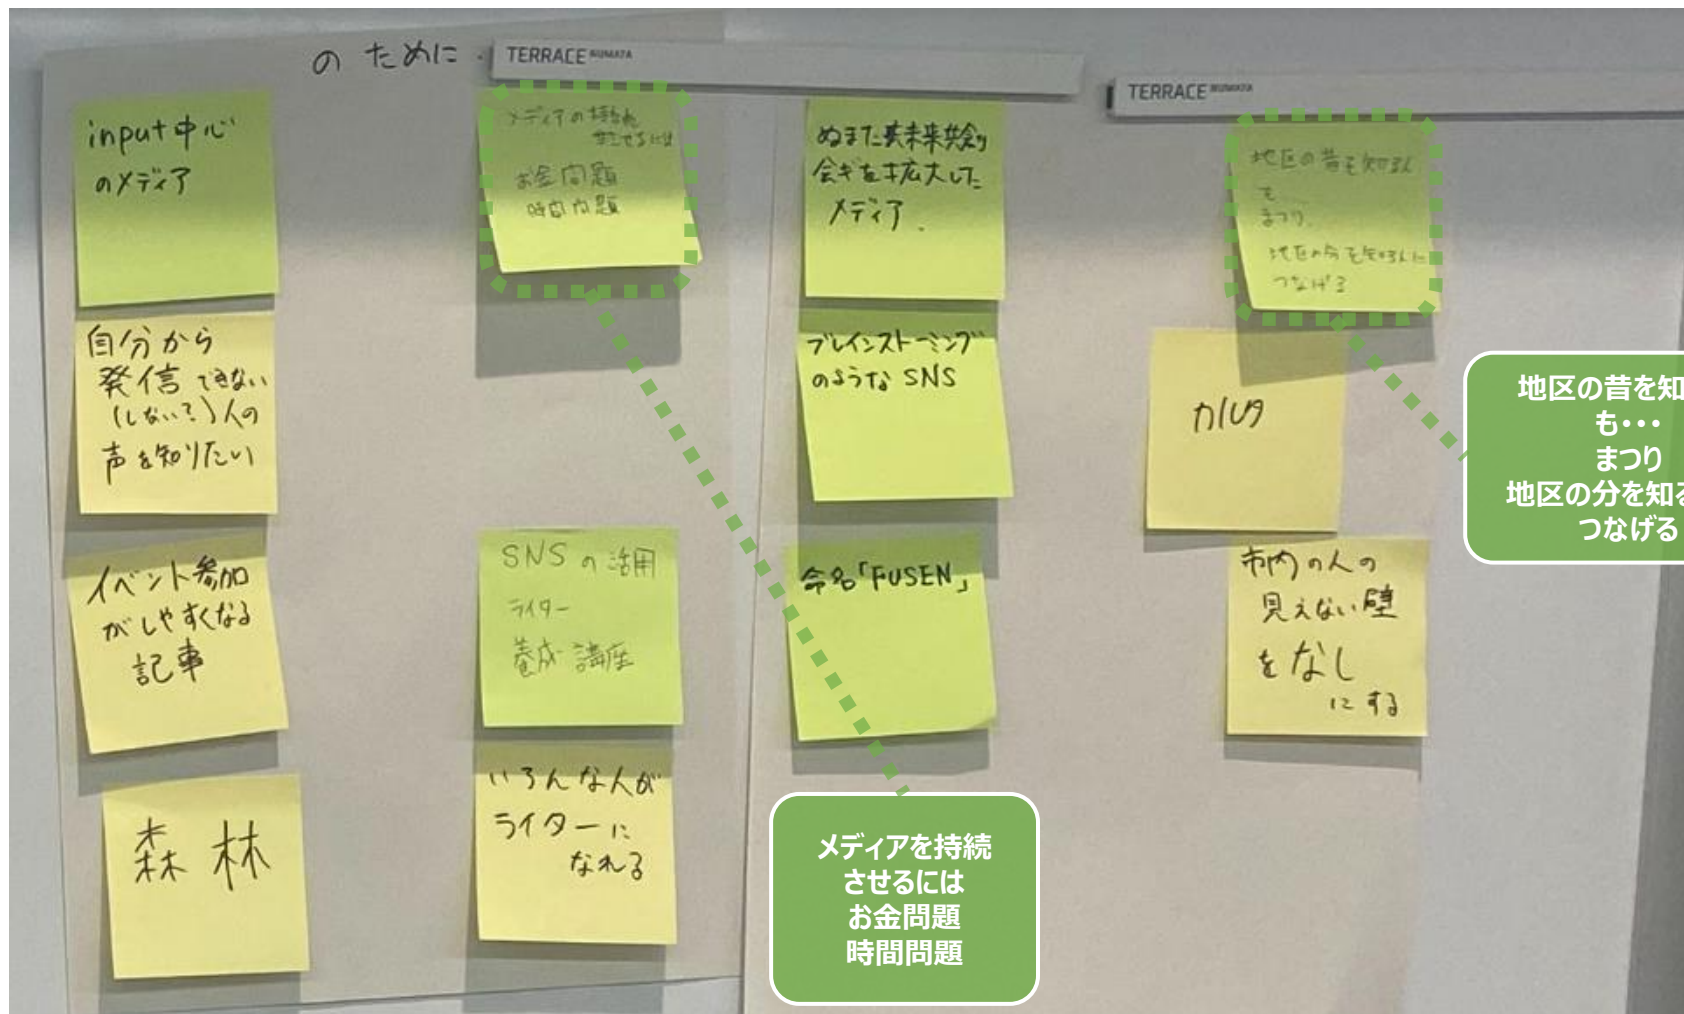 のために
TERRACE NUMATA
TERRACE NUMATA
input中心
のメディア
自分から
発信できない
(しない?)人の
声を知りたい
イベント参加
がしやすくなる
記事
森林
メディアの持続
させるには
お金問題
時間問題
SNSの活用
ライター
養成講座
いろんな人が
ライターに
なれる
ぬまた
会ぎを拡大した
メディア.
ブレインストーミング
のようなSNS
命名「FUSEN」
地区の昔を知る人
も
まつり
地区の今を知る人に
つなげる
カルタ
市内の人の
見えない壁
をなし
にする
メディアを持続
させるには
お金問題
時間問題
地区の昔を知
も・・・
まつり
地区の分を知る
つなげる